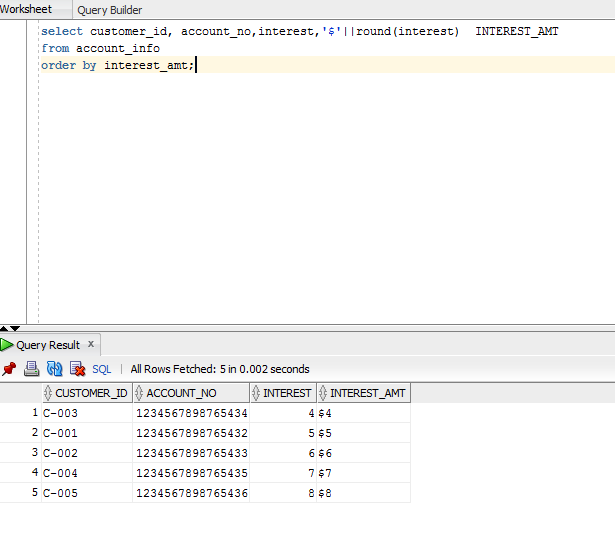 Worksheet Query Builder
select customer_id, account_no,interest,'$'||round(interest)  INTEREST_AMT
from account_info
order by interest_amt;
Query Result x
SQL | All Rows Fetched: 5 in 0.002 seconds
CUSTOMER_ID ACCOUNT_NO INTEREST INTEREST_AMT
1 C-003 1234567898765434 4 $4
2 C-001 1234567898765432 5 $5
3 C-002 1234567898765433 6 $6
4 C-004 1234567898765435 7 $7
5 C-005 1234567898765436 8 $8